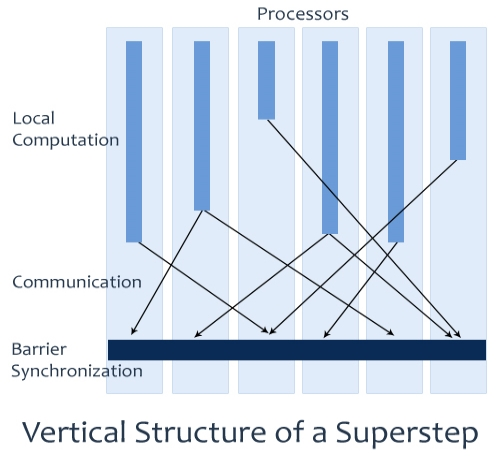 Processors
Local
Computation
Communication
Barrier
Synchronization
Vertical Structure of a Superstep